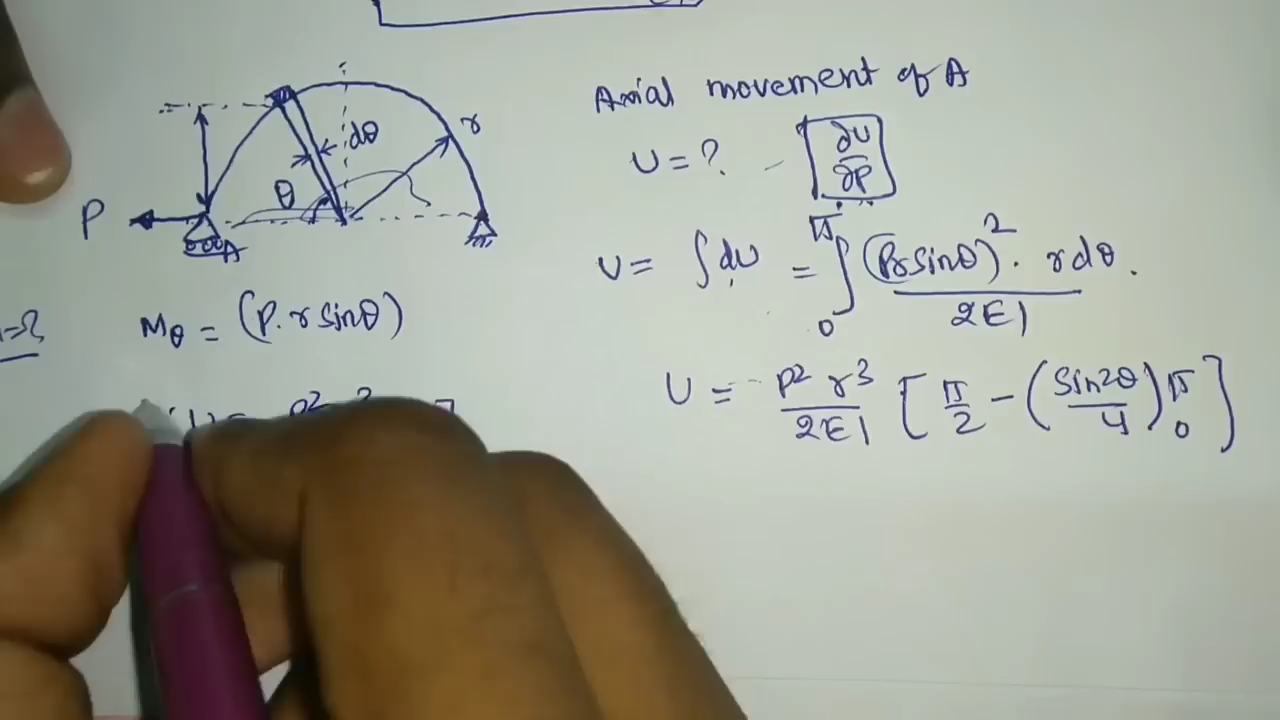 r
dθ
θ
P
A
Mθ = (P. r sinθ)
Axial movement of A
U = ? - ∂U/∂P
U = ∫ dU = ∫₀^π (Pr sinθ)². r dθ. / 2EI
U = P² r³ / 2EI [ π/2 - (sin2θ/4)₀^π ]